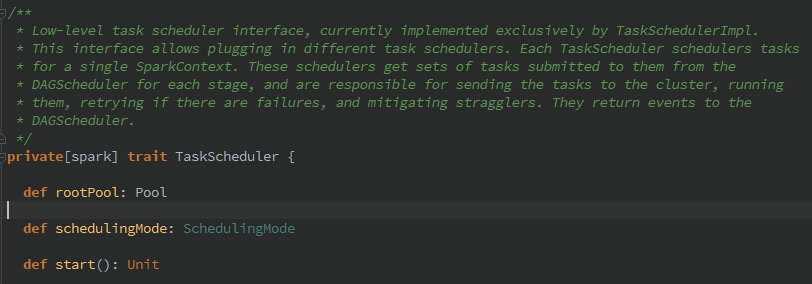 /**
* Low-level task scheduler interface, currently implemented exclusively by TaskSchedulerImpl.
* This interface allows plugging in different task schedulers. Each TaskScheduler schedulers tasks
* for a single SparkContext. These schedulers get sets of tasks submitted to them from the
* DAGScheduler for each stage, and are responsible for sending the tasks to the cluster, running
* them, retrying if there are failures, and mitigating stragglers. They return events to the
* DAGScheduler.
*/
private[spark] trait TaskScheduler {
def rootPool: Pool
def schedulingMode: SchedulingMode
def start(): Unit